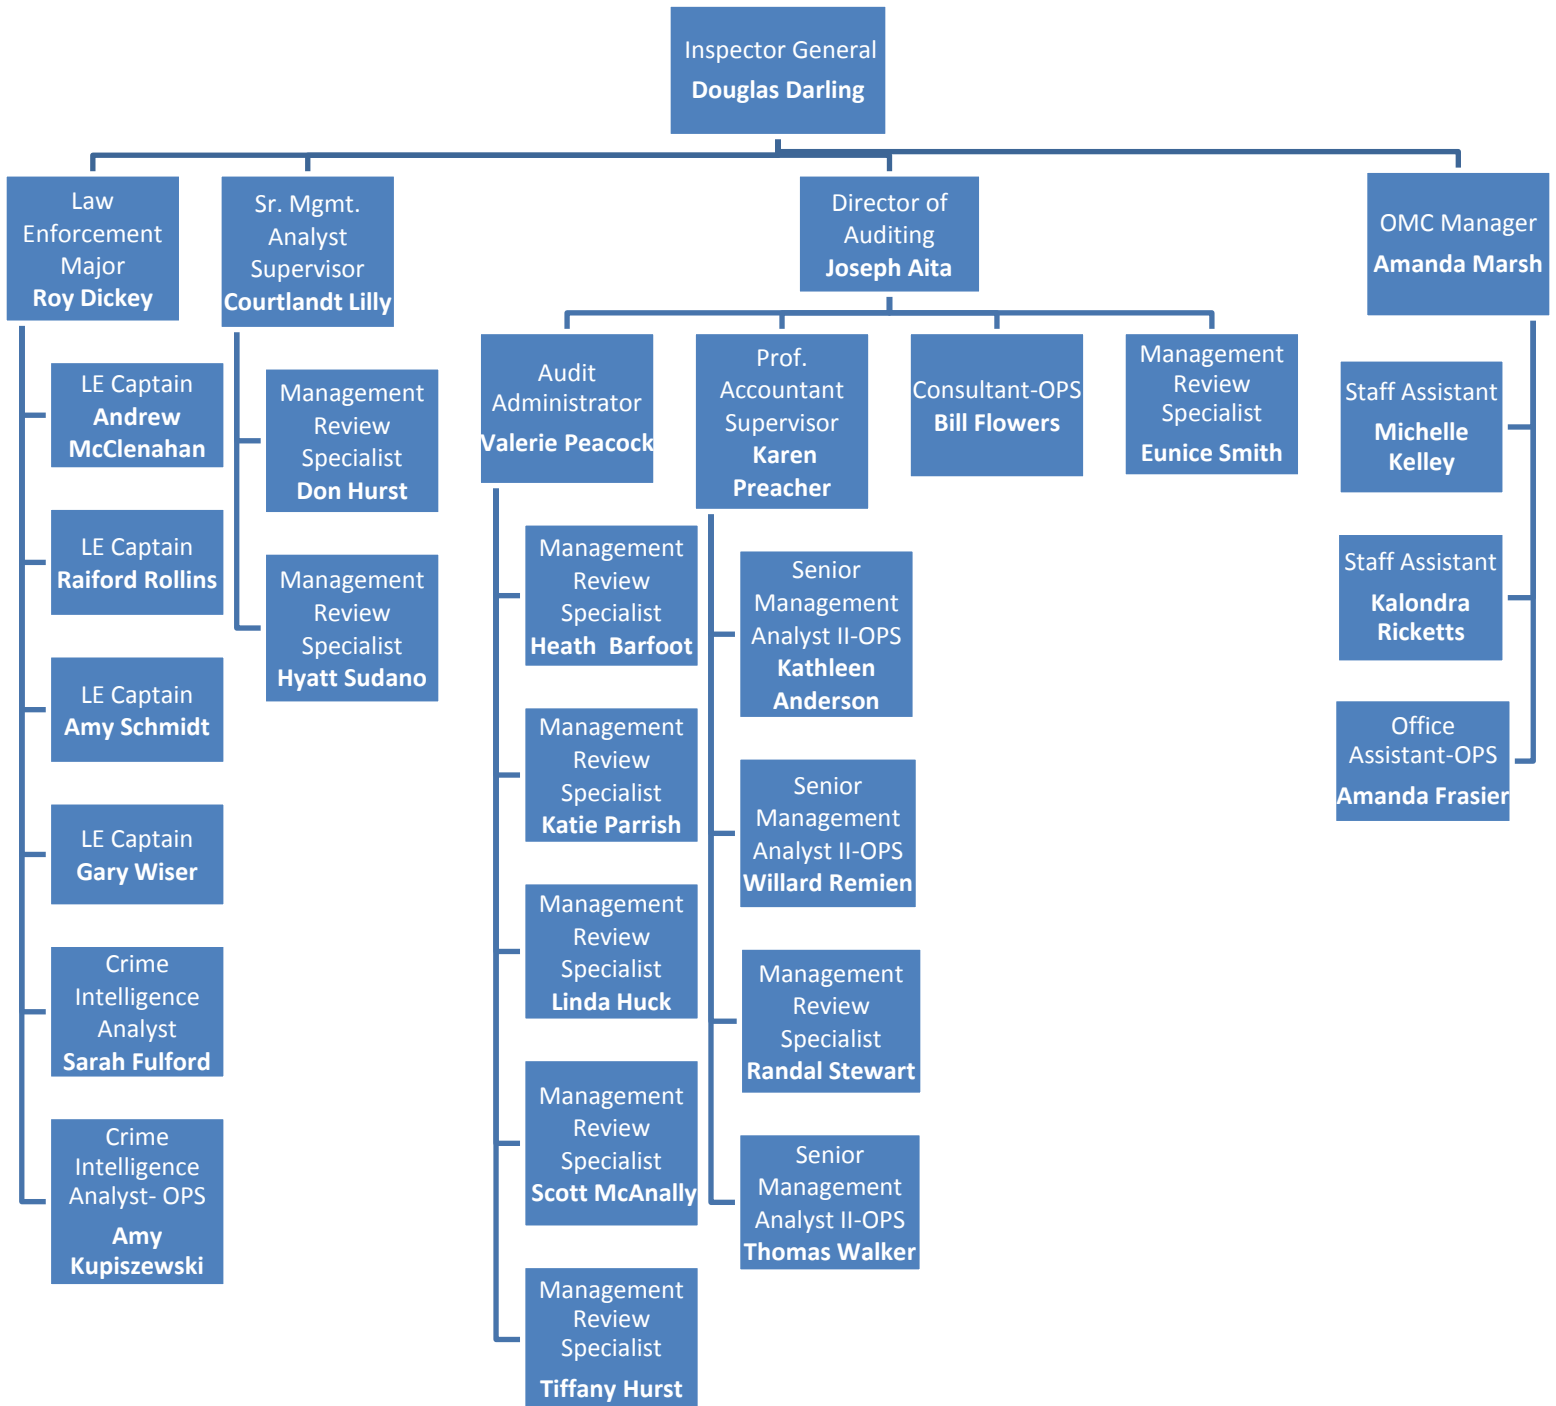 Inspector General
Douglas Darling
Law
Enforcement
Major
Roy Dickey
Sr. Mgmt.
Analyst
Supervisor
Courtlandt Lilly
Director of
Auditing
Joseph Aita
OMC Manager
Amanda Marsh
LE Captain
Andrew
McClenahan
LE Captain
Raiford Rollins
LE Captain
Amy Schmidt
LE Captain
Gary Wiser
Crime
Intelligence
Analyst
Sarah Fulford
Crime
Intelligence
Analyst- OPS
Amy
Kupiszewski
Management
Review
Specialist
Don Hurst
Management
Review
Specialist
Hyatt Sudano
Audit
Administrator
Valerie Peacock
Management
Review
Specialist
Heath  Barfoot
Management
Review
Specialist
Katie Parrish
Management
Review
Specialist
Linda Huck
Management
Review
Specialist
Scott McAnally
Management
Review
Specialist
Tiffany Hurst
Prof.
Accountant
Supervisor
Karen
Preacher
Senior
Management
Analyst II-OPS
Kathleen
Anderson
Senior
Management
Analyst II-OPS
Willard Remien
Management
Review
Specialist
Randal Stewart
Senior
Management
Analyst II-OPS
Thomas Walker
Consultant-OPS
Bill Flowers
Management
Review
Specialist
Eunice Smith
Staff Assistant
Michelle
Kelley
Staff Assistant
Kalondra
Ricketts
Office
Assistant-OPS
Amanda Frasier